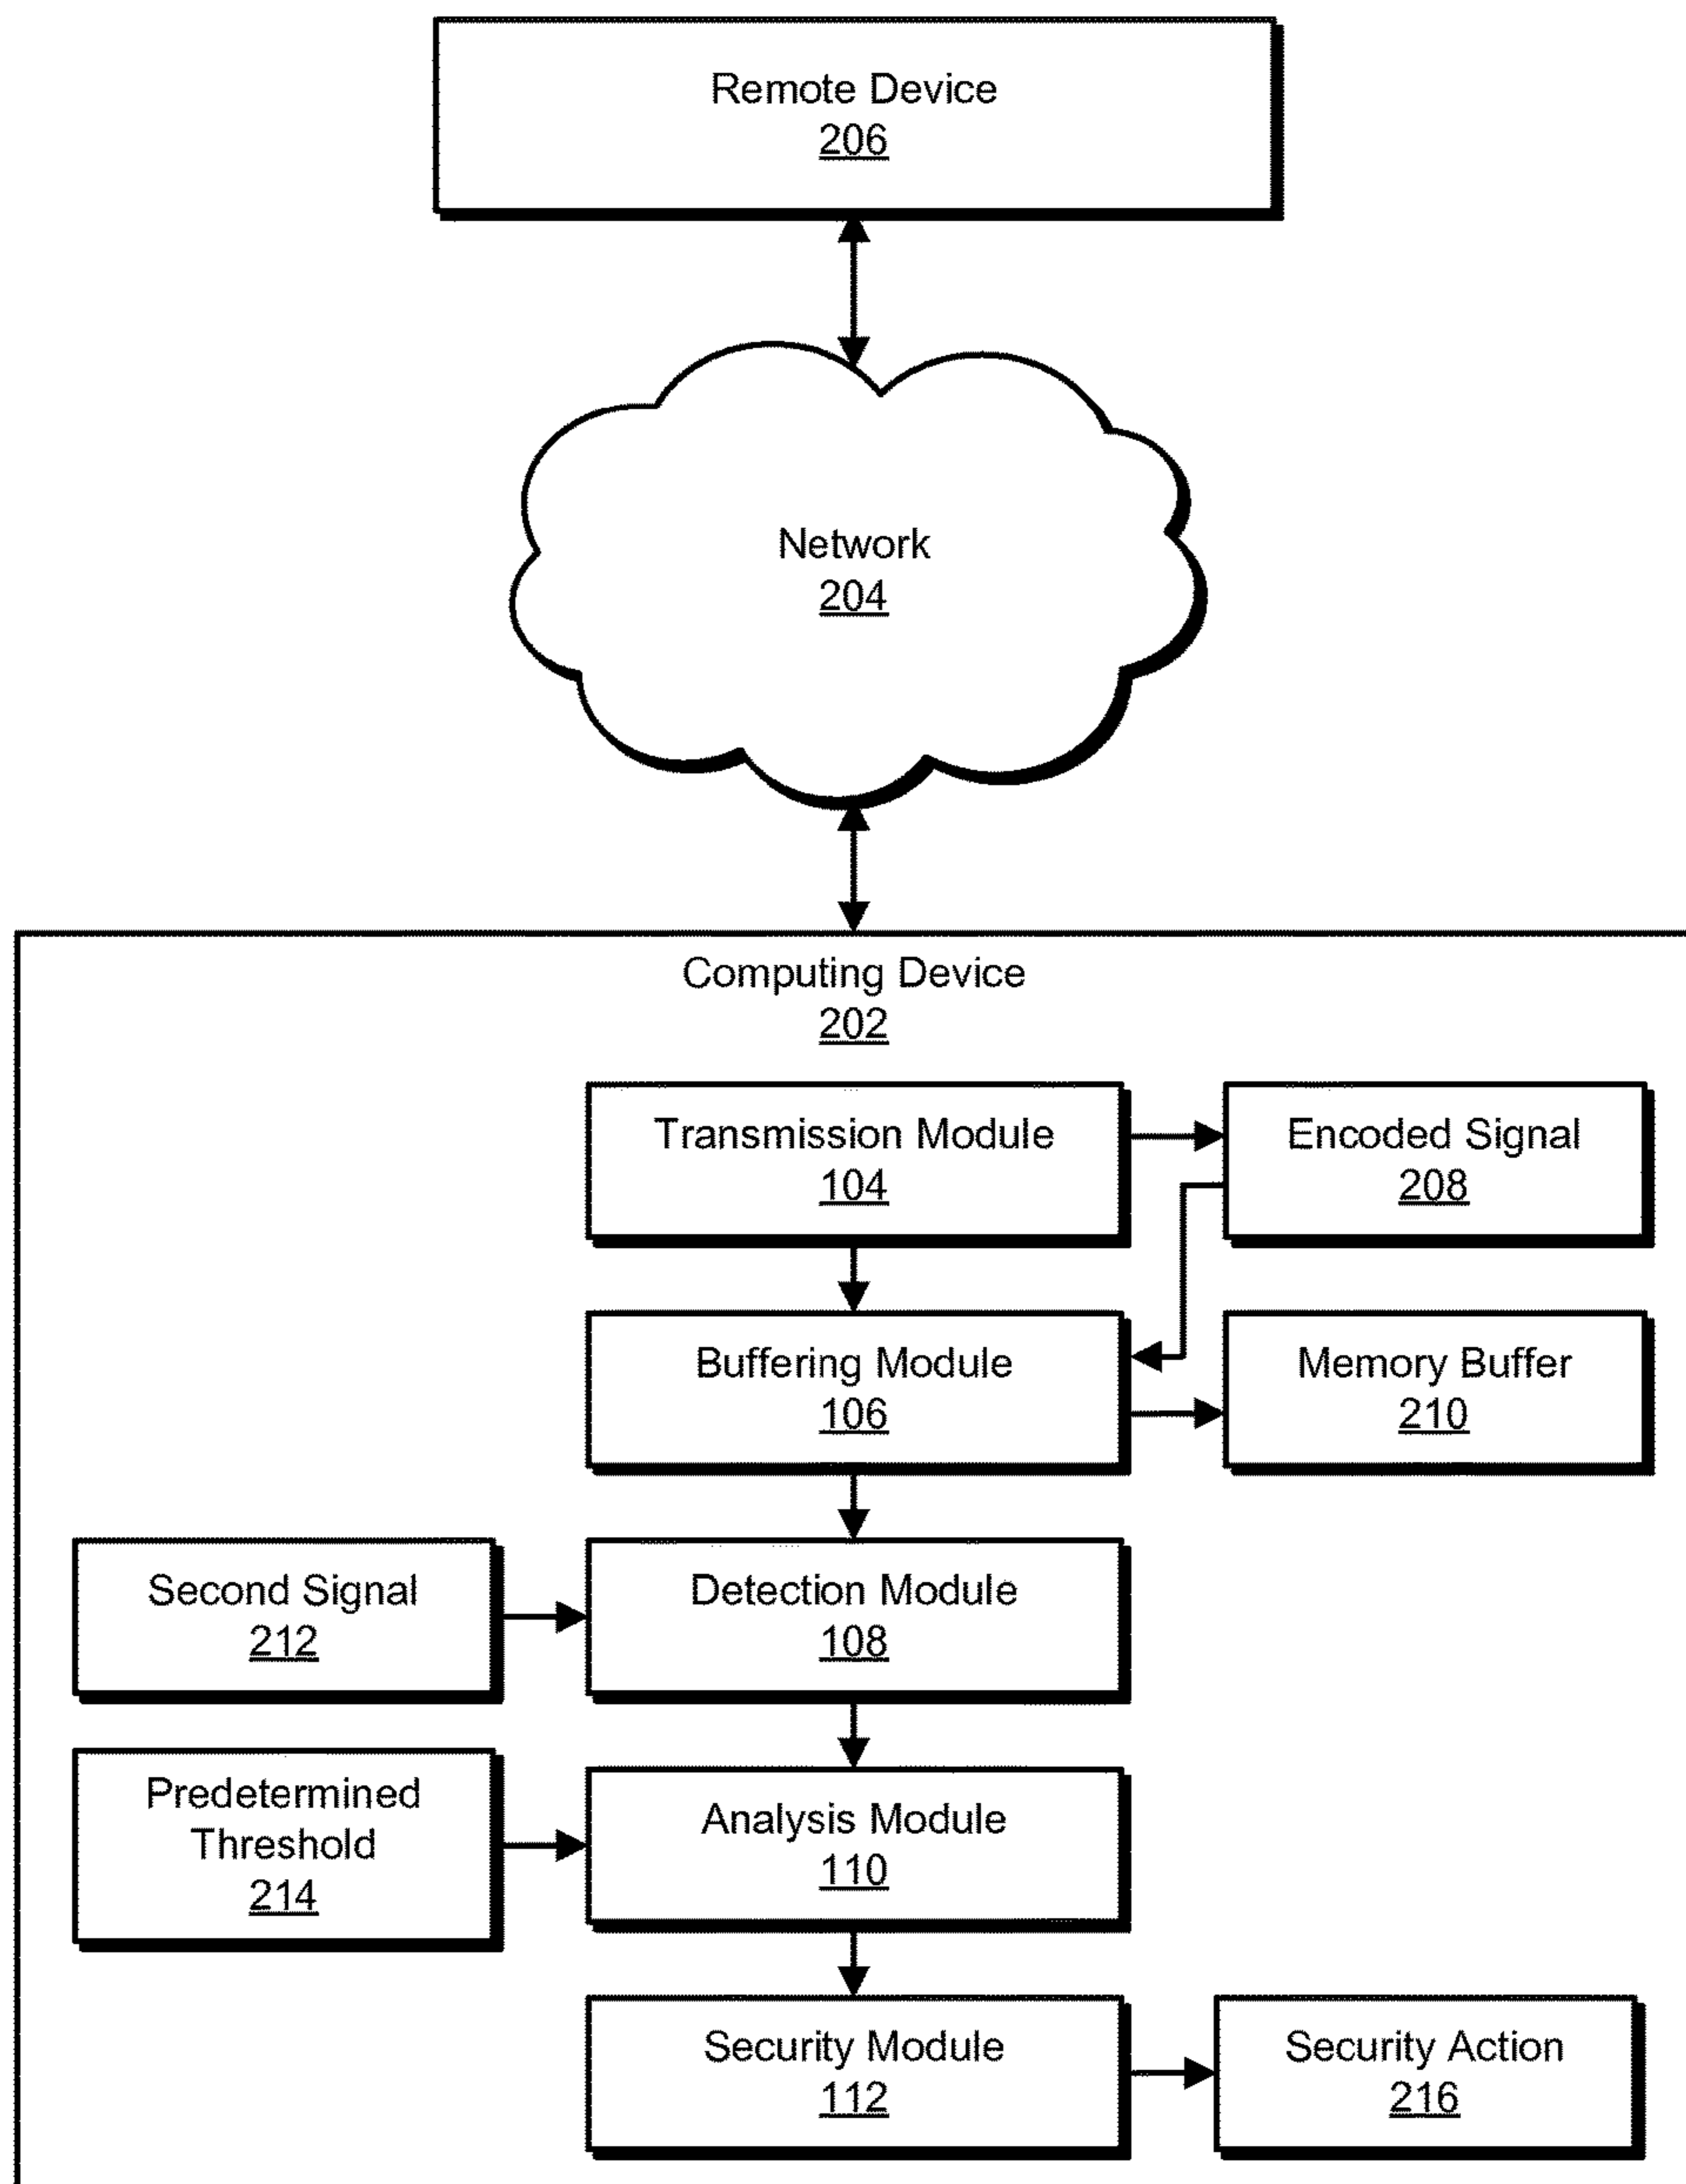 Remote Device
206
Network
204
Computing Device
202
Transmission Module
104
Encoded Signal
208
Buffering Module
106
Memory Buffer
210
Second Signal
212
Detection Module
108
Predetermined
Threshold
214
Analysis Module
110
Security Module
112
Security Action
216